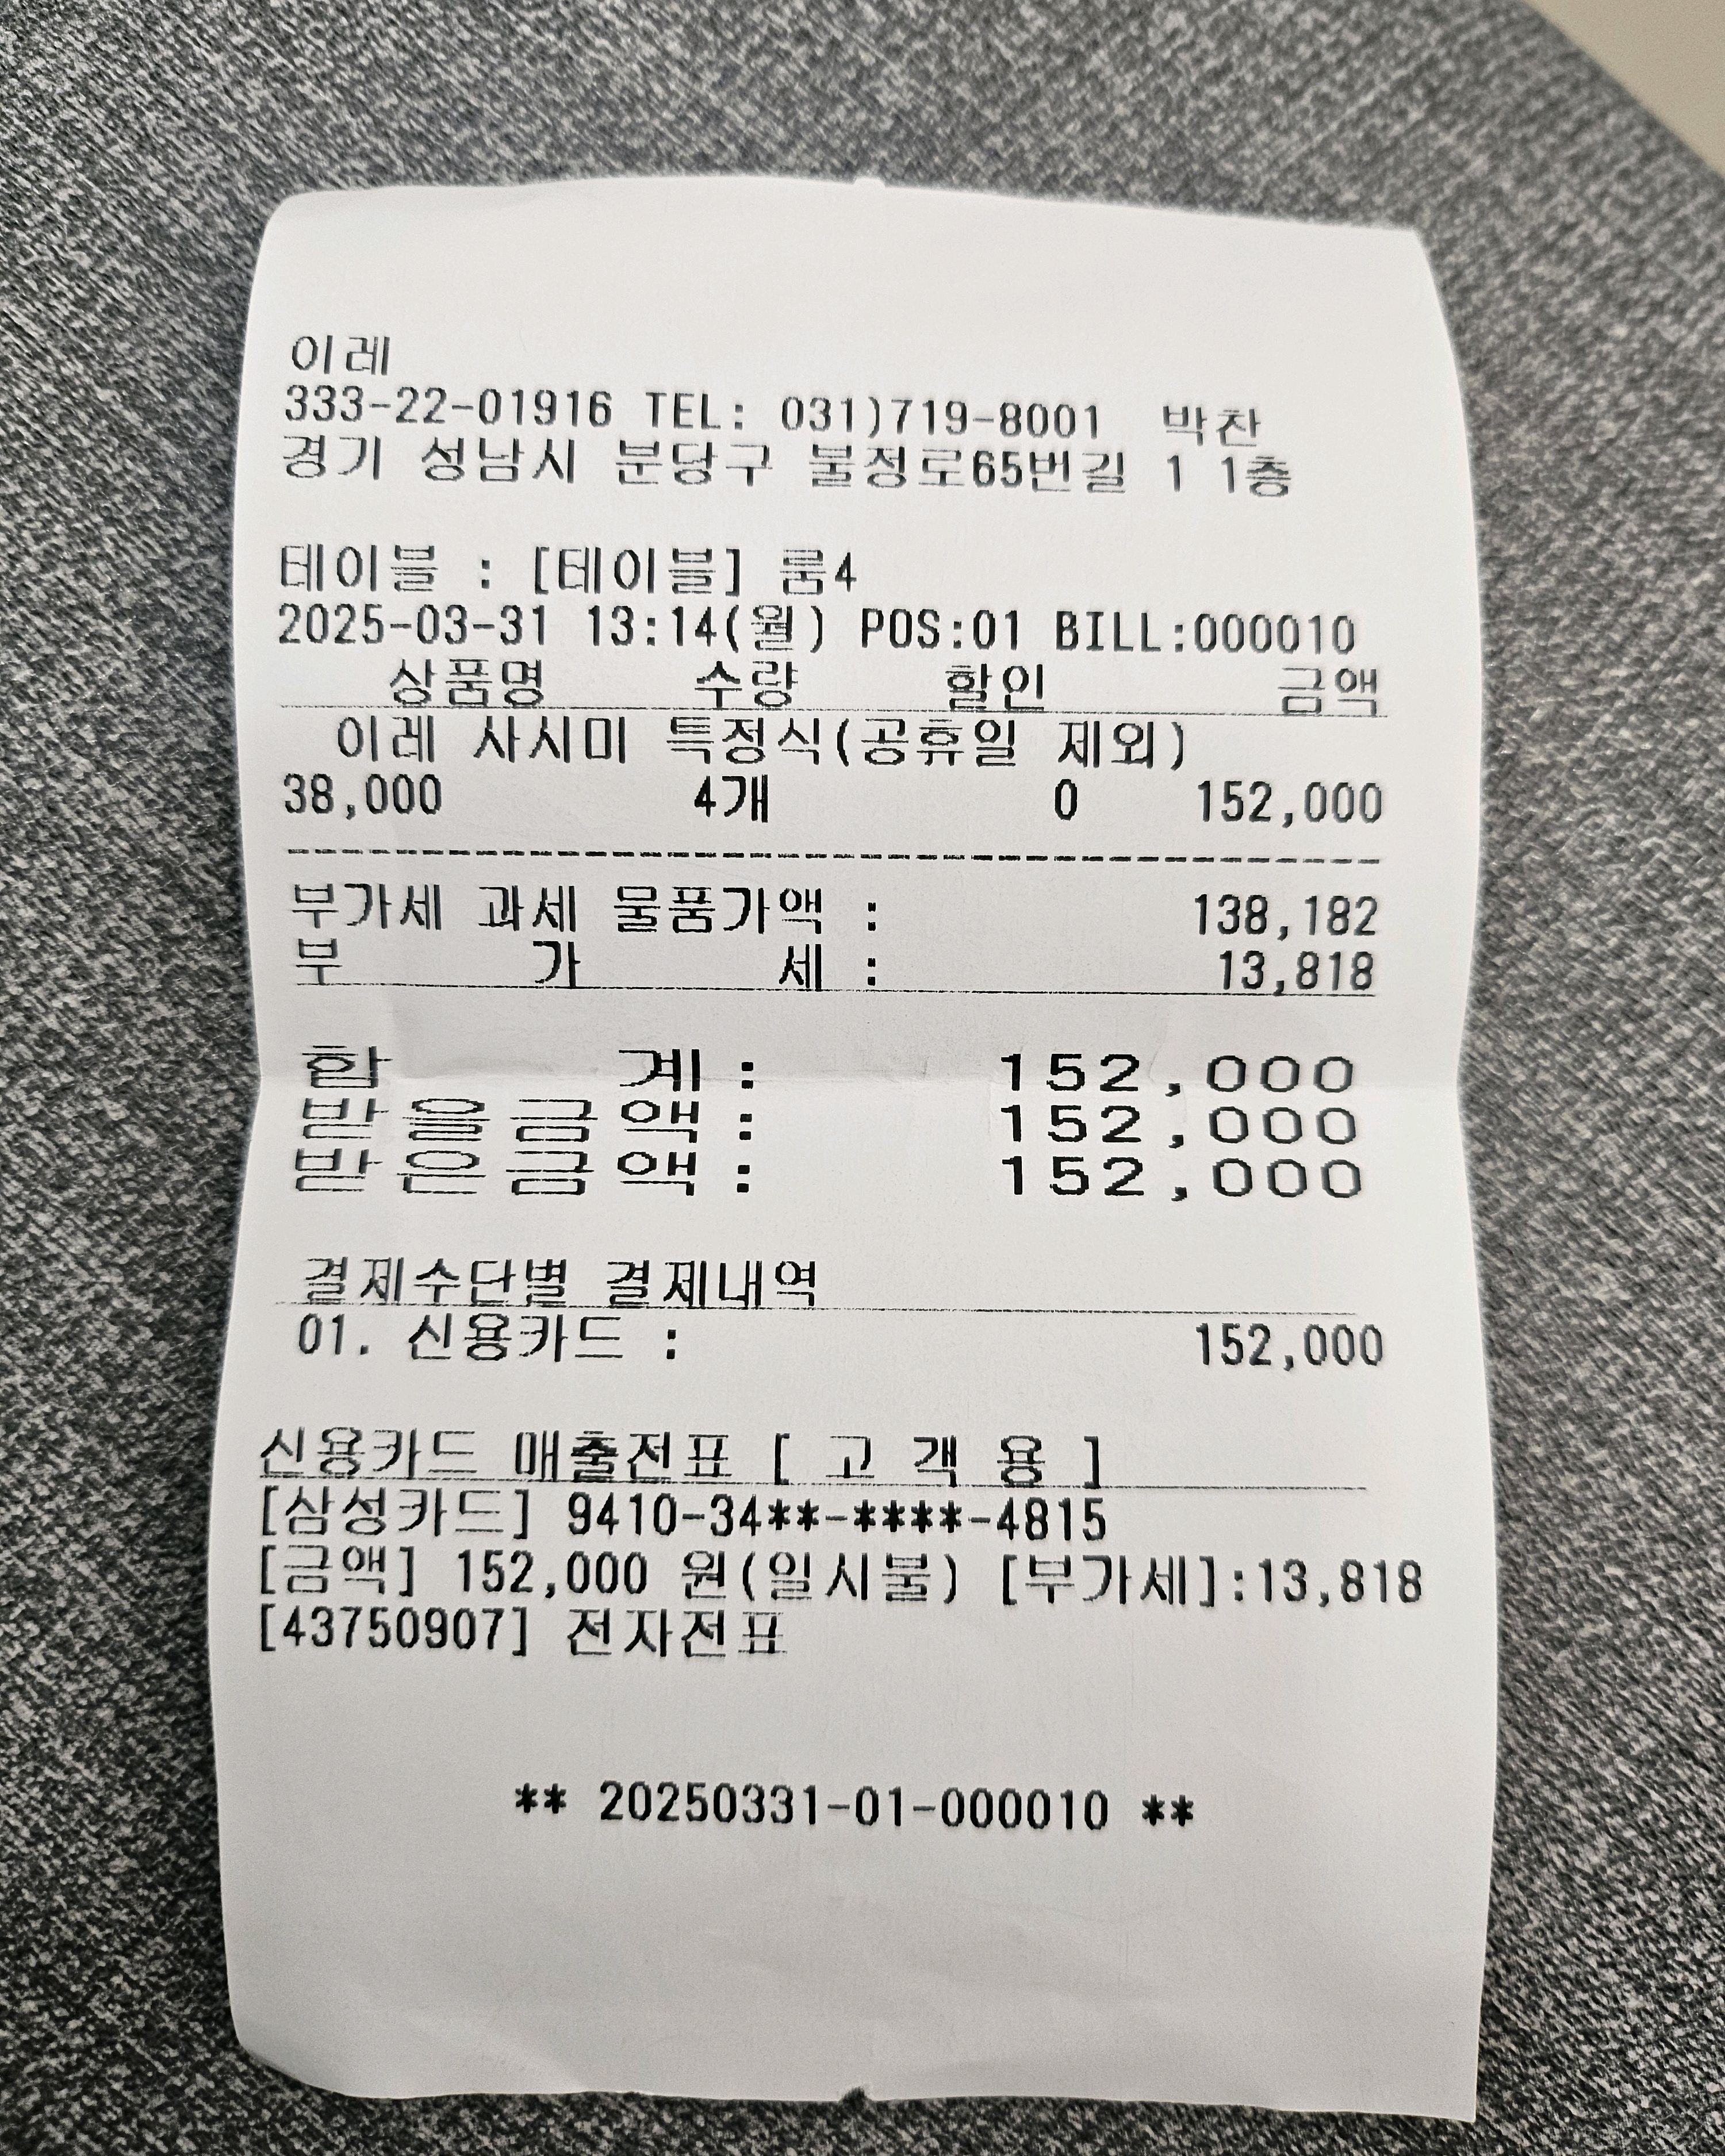 이레
333-22-01916 TEL: 031)719-8001 박찬
경기 성남시 분당구 불정로65번길 1 1층
테이블 : [테이블] 룸4
2025-03-31 13:14(월) POS:01 BILL:000010
상품명 수량 할인 금액
이레 사시미 특정식(공휴일 제외)
38,000 4개 0 152,000
부가세 과세 물품가액 : 138,182
부 가 세 : 13,818
합 계: 152,000
받을금액: 152,000
받은금액: 152,000
결제수단별 결제내역
01. 신용카드 : 152,000
신용카드 매출전표 [ 고 객 용 ]
[삼성카드] 9410-34**-****-4815
[금액] 152,000 원(일시불) [부가세]:13,818
[43750907] 전자전표
** 20250331-01-000010 **